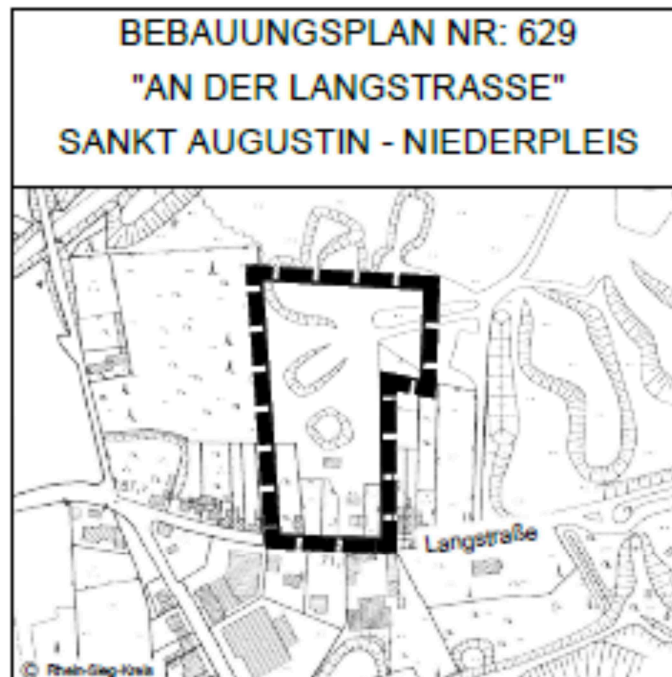 BEBAUUNGSPLAN NR: 629
"AN DER LANGSTRASSE"
SANKT AUGUSTIN - NIEDERPLEIS
Langstraße
© Rhein-Sieg-Kreis